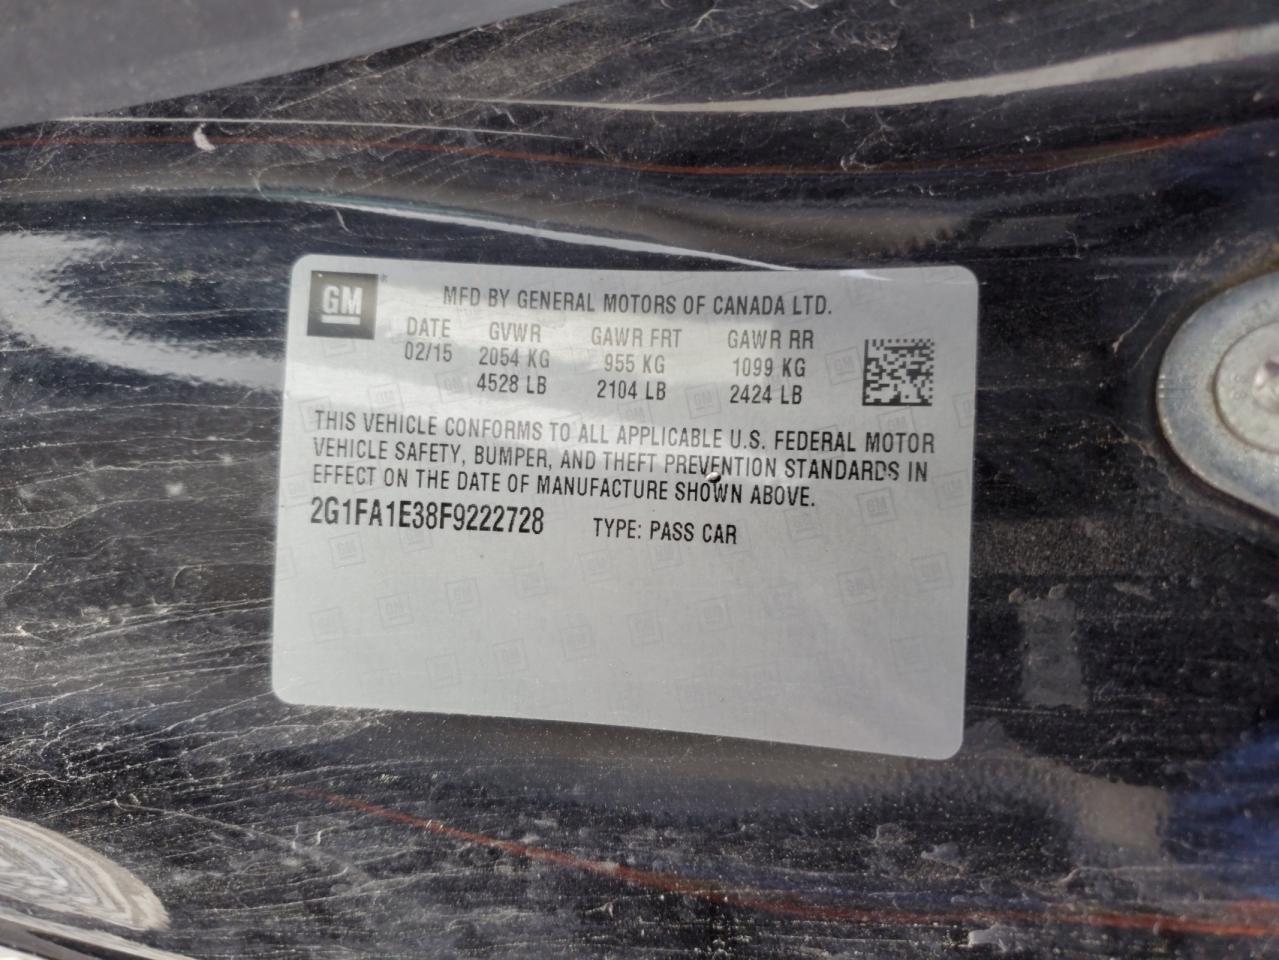 GM
MFD BY GENERAL MOTORS OF CANADA LTD.
DATE GVWR GAWR FRT GAWR RR
02/15 2054 KG 955 KG 1099 KG
4528 LB 2104 LB 2424 LB
THIS VEHICLE CONFORMS TO ALL APPLICABLE U.S. FEDERAL MOTOR
VEHICLE SAFETY, BUMPER, AND THEFT PREVENTION STANDARDS IN
EFFECT ON THE DATE OF MANUFACTURE SHOWN ABOVE.
2G1FA1E38F9222728 TYPE: PASS CAR